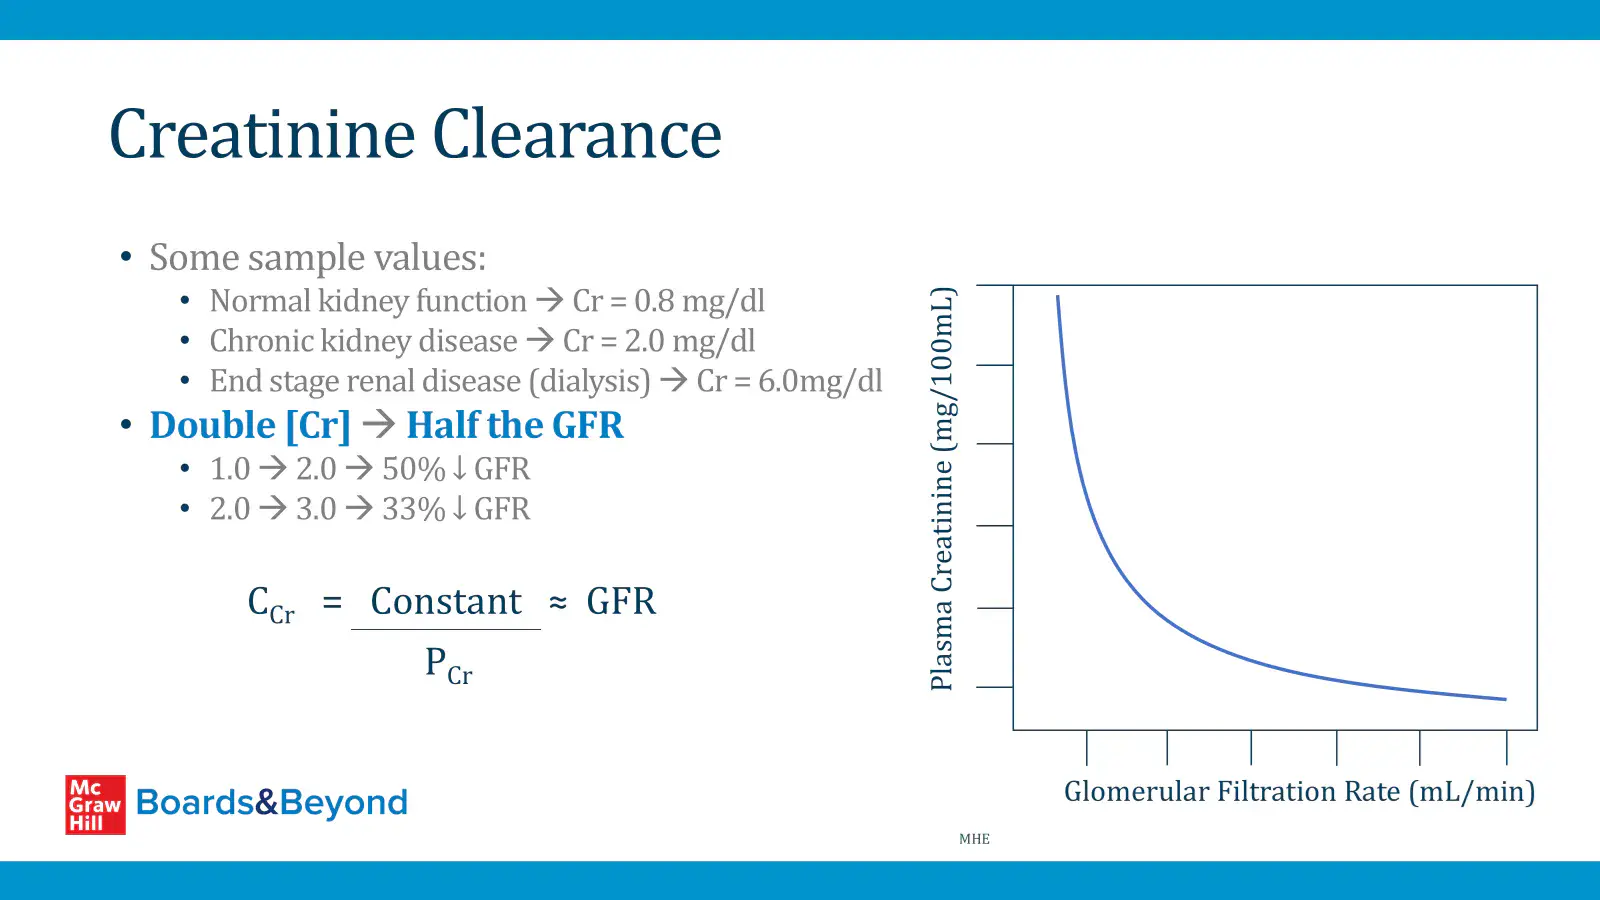 Creatinine Clearance
• Some sample values:
• Normal kidney function → Cr = 0.8 mg/dl
• Chronic kidney disease → Cr = 2.0 mg/dl
• End stage renal disease (dialysis) → Cr = 6.0mg/dl
• Double [Cr] → Half the GFR
• 1.0 → 2.0 → 50%↓GFR
• 2.0 → 3.0 → 33%↓GFR
C_Cr = Constant ≈ GFR
P_Cr
Plasma Creatinine (mg/100mL)
Glomerular Filtration Rate (mL/min)
Mc
Graw
Hill
Boards&Beyond
MHE